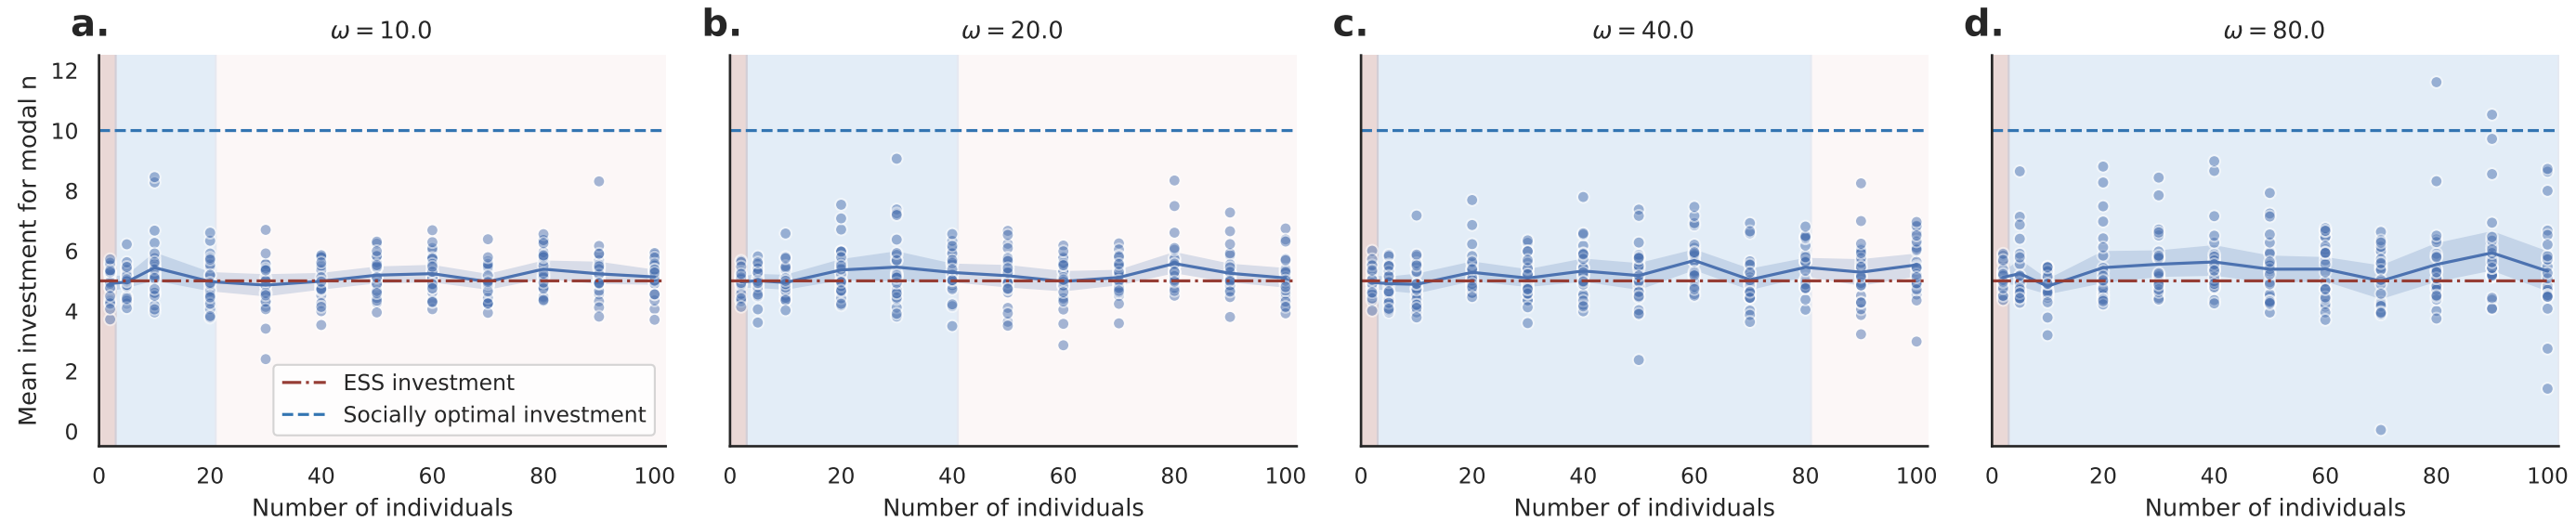 a.
ω = 10.0
b.
ω = 20.0
c.
ω = 40.0
d.
ω = 80.0
Mean investment for modal n
12
10
8
6
4
2
0
ESS investment
Socially optimal investment
0 20 40 60 80 100
Number of individuals
0 20 40 60 80 100
Number of individuals
0 20 40 60 80 100
Number of individuals
0 20 40 60 80 100
Number of individuals